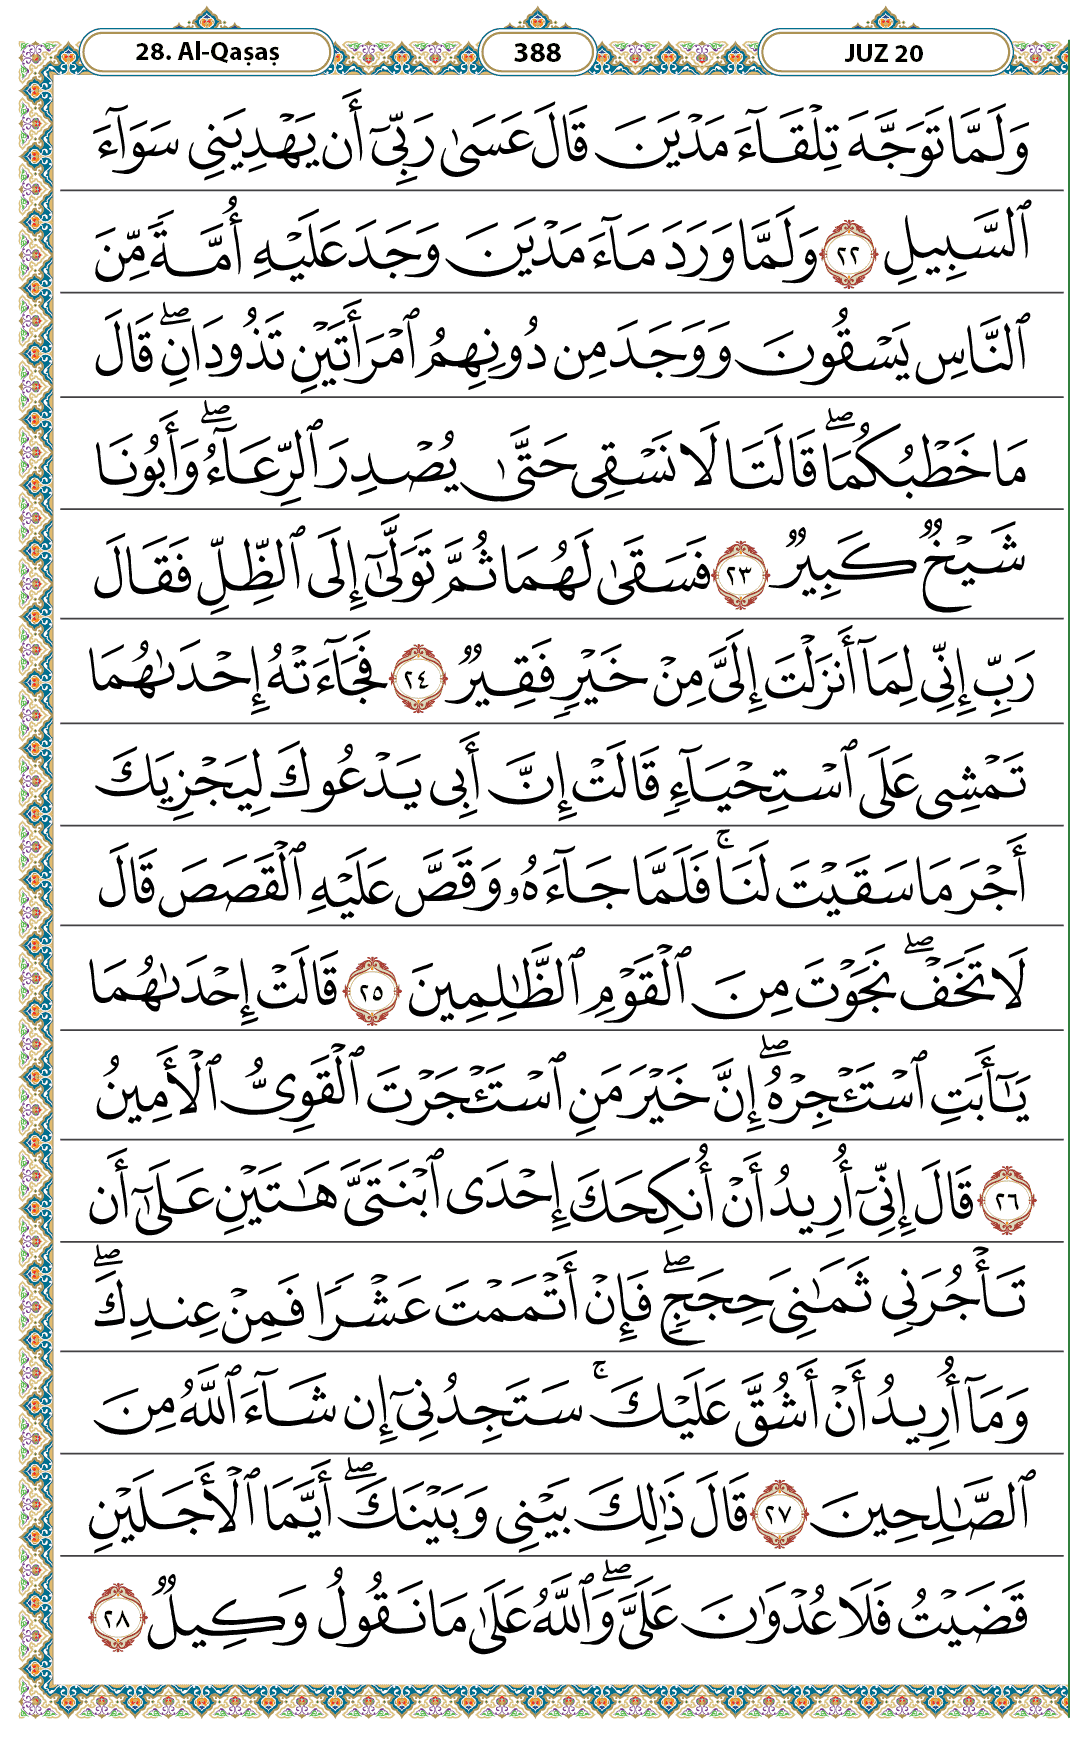 28. Al-Qaṣaṣ 388 JUZ 20
وَلَمَّا تَوَجَّهَ تِلْقَآءَ مَدْيَنَ قَالَ عَسَىٰ رَبِّىٓ أَن يَهْدِيَنِى سَوَآءَ
ٱلسَّبِيلِ ٢٢ وَلَمَّا وَرَدَ مَآءَ مَدْيَنَ وَجَدَ عَلَيْهِ أُمَّةً مِّنَ
ٱلنَّاسِ يَسْقُونَ وَوَجَدَ مِن دُونِهِمُ ٱمْرَأَتَيْنِ تَذُودَانِ ۖ قَالَ
مَا خَطْبُكُمَا ۖ قَالَتَا لَا نَسْقِى حَتَّىٰ يُصْدِرَ ٱلرِّعَآءُ ۖ وَأَبُونَا
شَيْخٌ كَبِيرٌ ٢٣ فَسَقَىٰ لَهُمَا ثُمَّ تَوَلَّىٰٓ إِلَى ٱلظِّلِّ فَقَالَ
رَبِّ إِنِّى لِمَآ أَنزَلْتَ إِلَىَّ مِنْ خَيْرٍ فَقِيرٌ ٢٤ فَجَآءَتْهُ إِحْدَىٰهُمَا
تَمْشِى عَلَى ٱسْتِحْيَآءٍ قَالَتْ إِنَّ أَبِى يَدْعُوكَ لِيَجْزِيَكَ
أَجْرَ مَا سَقَيْتَ لَنَا ۚ فَلَمَّا جَآءَهُۥ وَقَصَّ عَلَيْهِ ٱلْقَصَصَ قَالَ
لَا تَخَفْ ۖ نَجَوْتَ مِنَ ٱلْقَوْمِ ٱلظَّـٰلِمِينَ ٢٥ قَالَتْ إِحْدَىٰهُمَا
يَـٰٓأَبَتِ ٱسْتَـْٔجِرْهُ ۖ إِنَّ خَيْرَ مَنِ ٱسْتَـْٔجَرْتَ ٱلْقَوِىُّ ٱلْأَمِينُ
٢٦ قَالَ إِنِّىٓ أُرِيدُ أَنْ أُنكِحَكَ إِحْدَى ٱبْنَتَىَّ هَـٰتَيْنِ عَلَىٰٓ أَن
تَأْجُرَنِى ثَمَـٰنِىَ حِجَجٍ ۖ فَإِنْ أَتْمَمْتَ عَشْرًا فَمِنْ عِندِكَ ۖ
وَمَآ أُرِيدُ أَنْ أَشُقَّ عَلَيْكَ ۚ سَتَجِدُنِىٓ إِن شَآءَ ٱللَّهُ مِنَ
ٱلصَّـٰلِحِينَ ٢٧ قَالَ ذَٰلِكَ بَيْنِى وَبَيْنَكَ ۖ أَيَّمَا ٱلْأَجَلَيْنِ
قَضَيْتُ فَلَا عُدْوَٰنَ عَلَىَّ ۖ وَٱللَّهُ عَلَىٰ مَا نَقُولُ وَكِيلٌ ٢٨